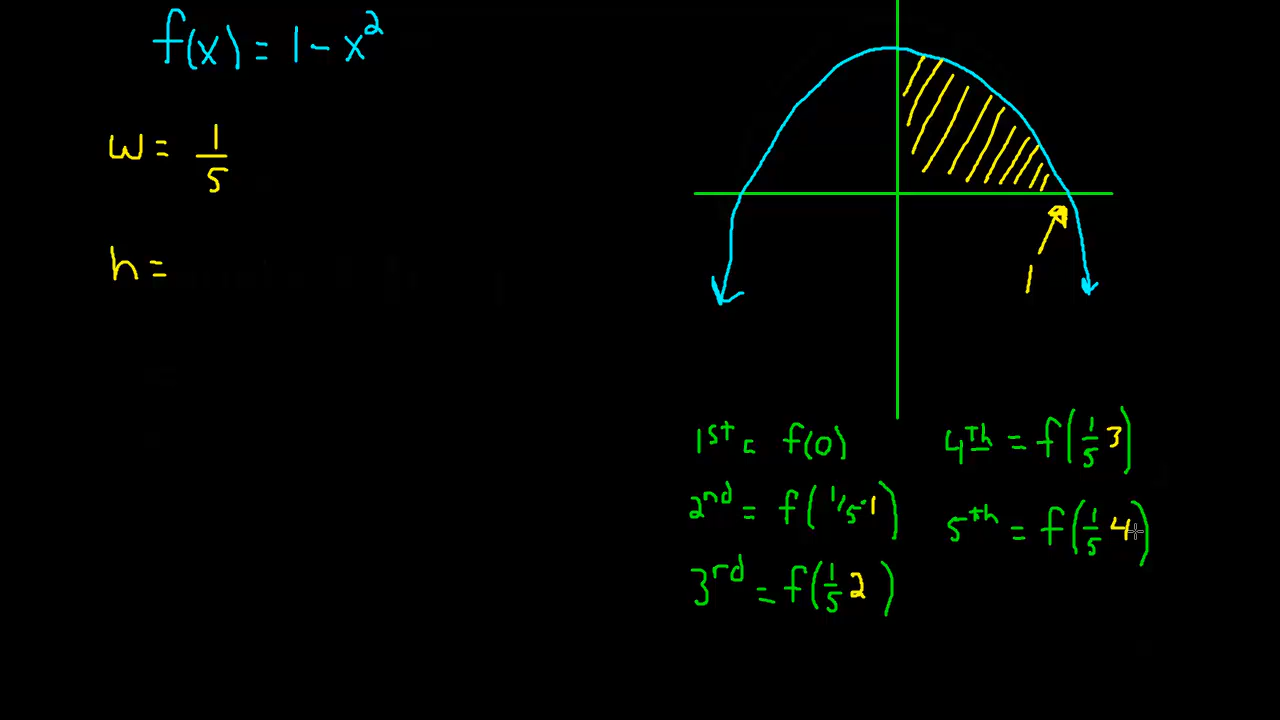 f(x) = 1 - x²
w = 1/5
h =
1
1st = f(0)
2nd = f(1/5·1)
3rd = f(1/5 2)
4th = f(1/5 3)
5th = f(1/5 4)